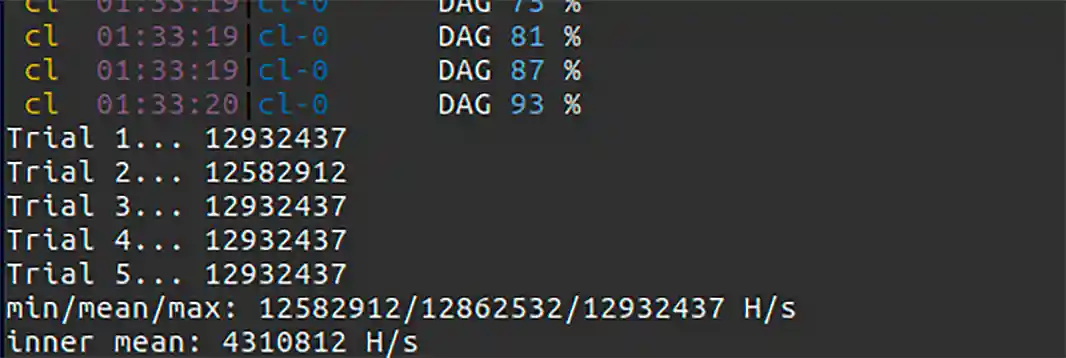 cl 01:33:19|cl-0 DAG 75 %
cl 01:33:19|cl-0 DAG 81 %
cl 01:33:19|cl-0 DAG 87 %
cl 01:33:20|cl-0 DAG 93 %
Trial 1... 12932437
Trial 2... 12582912
Trial 3... 12932437
Trial 4... 12932437
Trial 5... 12932437
min/mean/max: 12582912/12862532/12932437 H/s
inner mean: 4310812 H/s